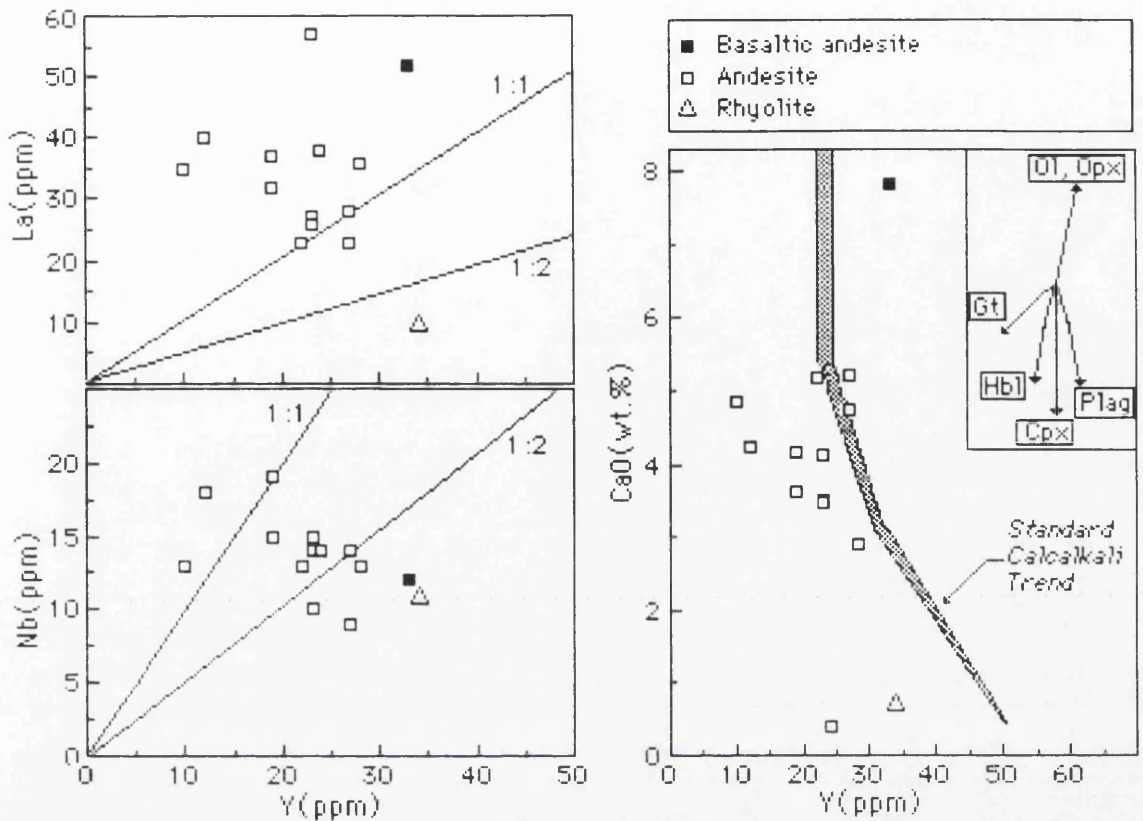 60
50
40
30
20
10
La(ppm)
1:1
1:2
20
15
10
5
0
Nb(ppm)
1:1
1:2
0 10 20 30 40 50
Y(ppm)
Basaltic andesite
Andesite
Rhyolite
8
6
4
2
0
CaO(wt.%)
Ol, Opx
Gt
Hbl
Plag
Cpx
Standard
Calcalkali
Trend
0 10 20 30 40 50 60
Y(ppm)